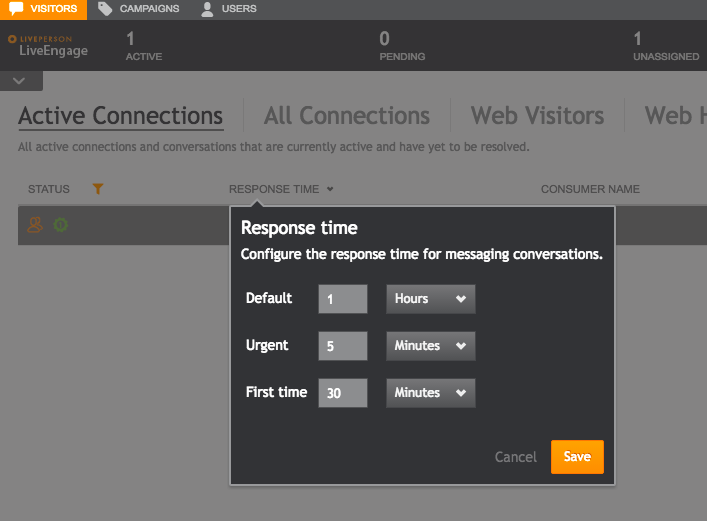 VISITORS CAMPAIGNS USERS
LIVEPERSON
LiveEngage
1 0 1
ACTIVE PENDING UNASSIGNED
Active Connections All Connections Web Visitors Web H
All active connections and conversations that are currently active and have yet to be resolved.
STATUS RESPONSE TIME CONSUMER NAME
Response time
Configure the response time for messaging conversations.
Default 1 Hours
Urgent 5 Minutes
First time 30 Minutes
Cancel Save